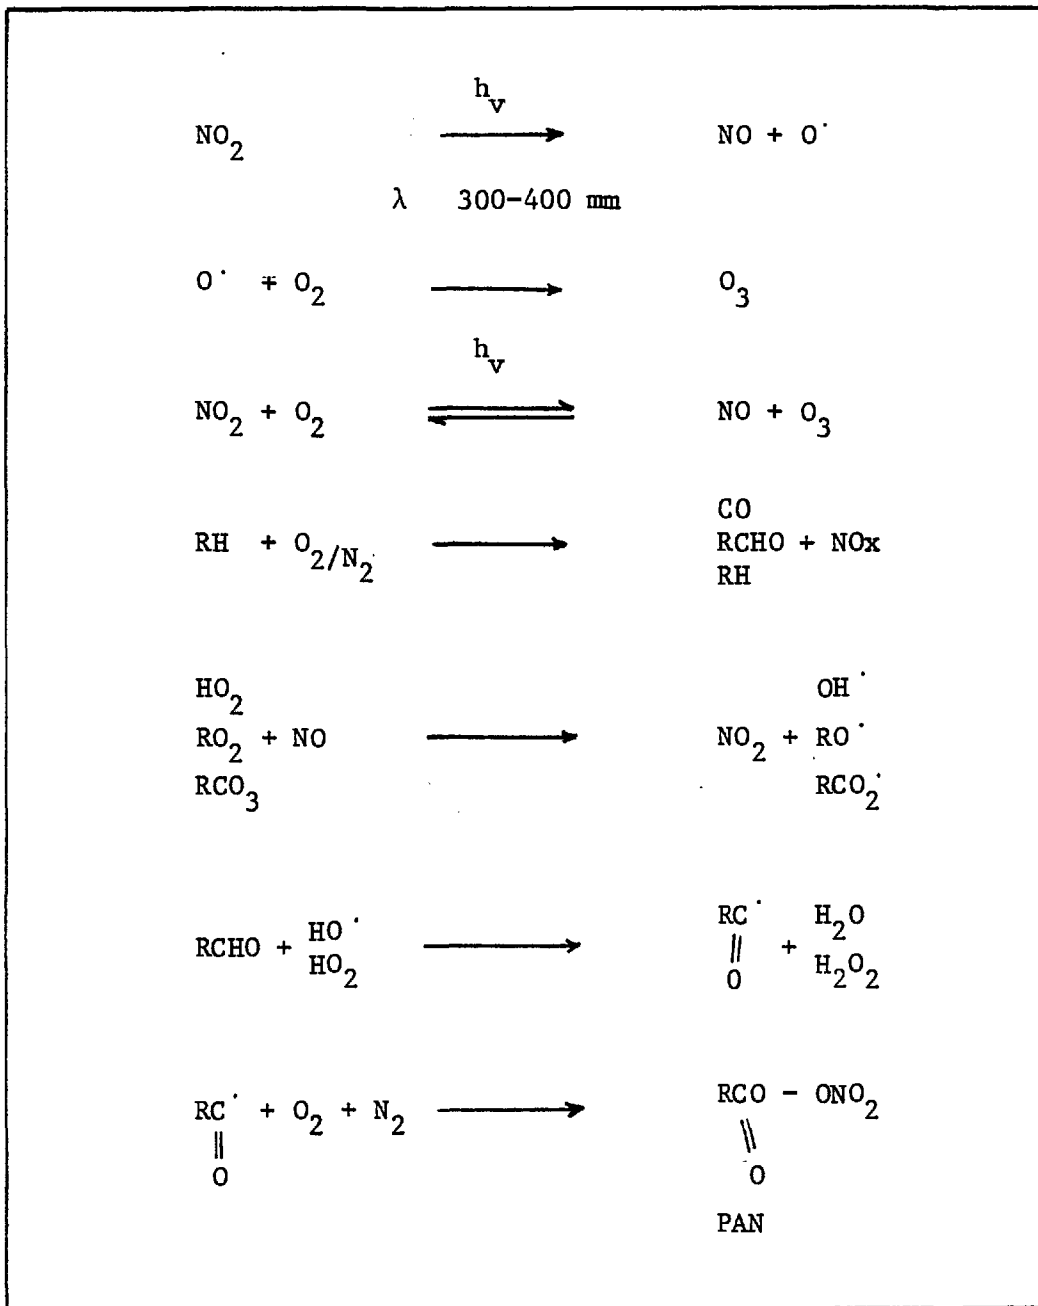 hv
NO2 → NO + O·
λ 300-400 mm
O· + O2 → O3
hv
NO2 + O2 ⇌ NO + O3
CO
RH + O2/N2 → RCHO + NOx
RH
HO2 OH·
RO2 + NO → NO2 + RO·
RCO3 RCO2·
RCHO + HO· → RC· + H2O
HO2 || H2O2
O
RC· + O2 + N2 → RCO - ONO2
|| \\
O O
PAN